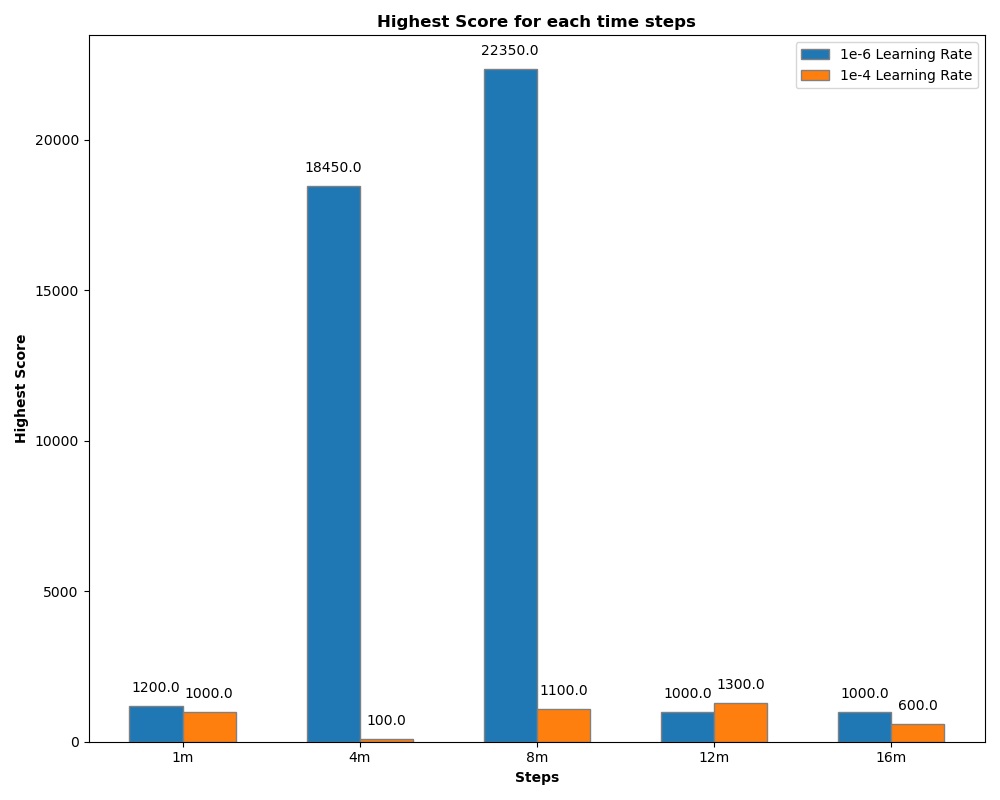 Highest Score for each time steps
1e-6 Learning Rate
1e-4 Learning Rate
Highest Score
20000
15000
10000
5000
0
1200.0
1000.0
18450.0
100.0
22350.0
1100.0
1000.0
1300.0
1000.0
600.0
1m
4m
8m
12m
16m
Steps